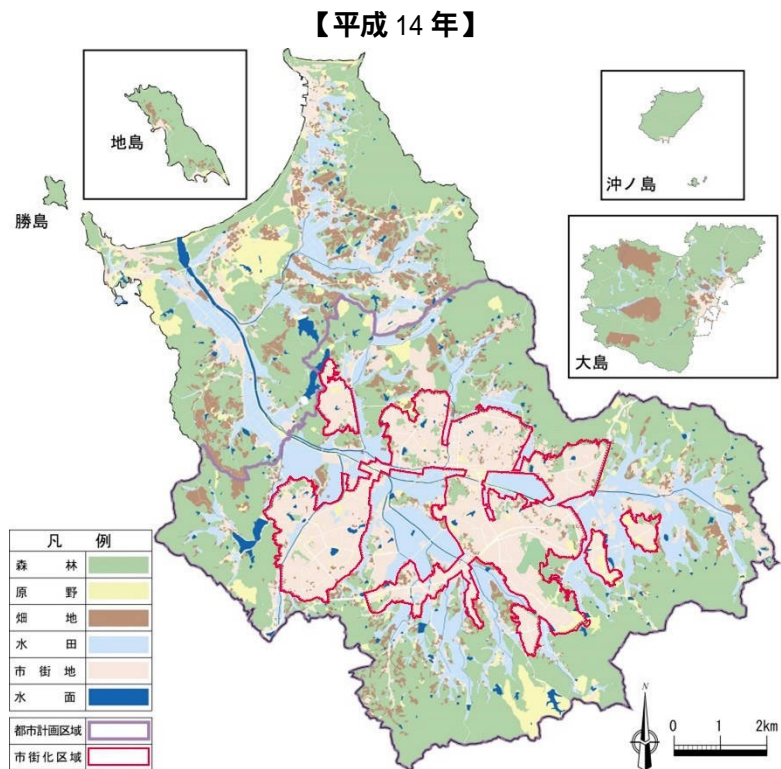 【平成 14 年】
地島
勝島
沖ノ島
大島
凡 例
森 林
原 野
畑 地
水 田
市 街 地
水 面
都市計画区域
市街化区域
N
0 1 2km